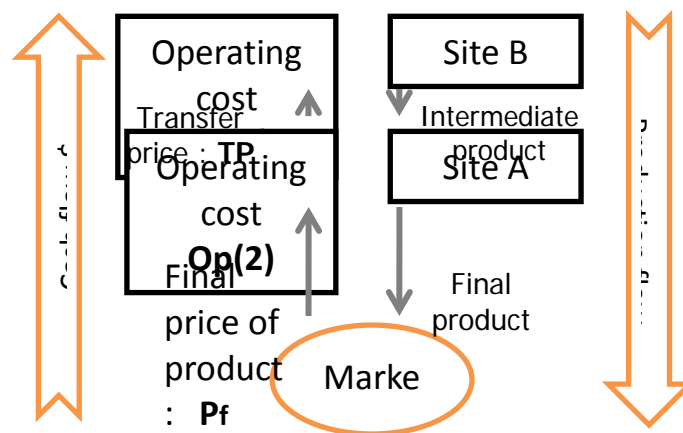 Operating
cost
Transfer
price : TP
Operating
cost
Op(2)
Final
price of
product
: Pf
Site B
Intermediate
product
Site A
Final
product
Marke